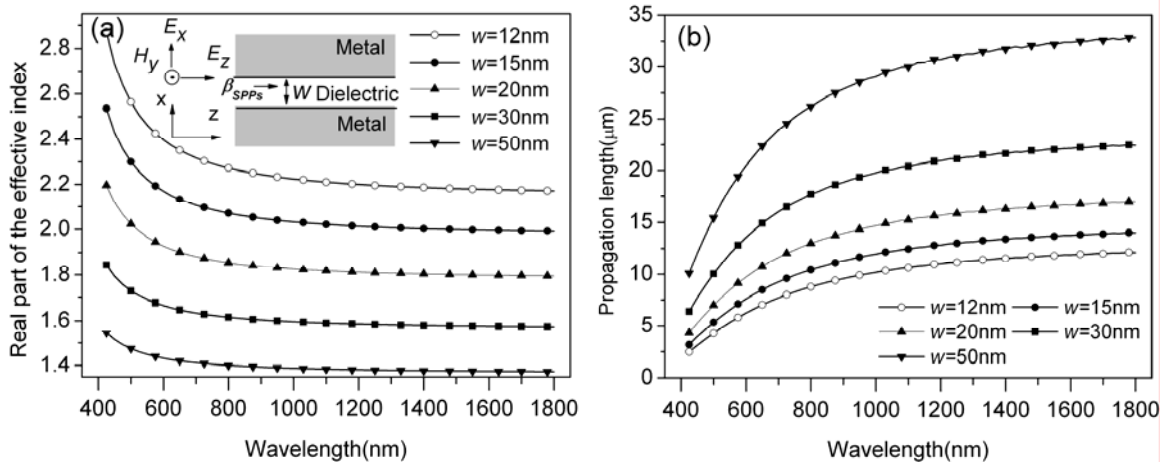 (a)
E_x
H_y
E_z
β_SPPs
W
Dielectric
Metal
Metal
x
z
w=12nm
w=15nm
w=20nm
w=30nm
w=50nm
Real part of the effective index
2.8
2.6
2.4
2.2
2.0
1.8
1.6
1.4
400 600 800 1000 1200 1400 1600 1800
Wavelength(nm)
(b)
Propagation length(μm)
35
30
25
20
15
10
5
0
w=12nm w=15nm
w=20nm w=30nm
w=50nm
400 600 800 1000 1200 1400 1600 1800
Wavelength(nm)